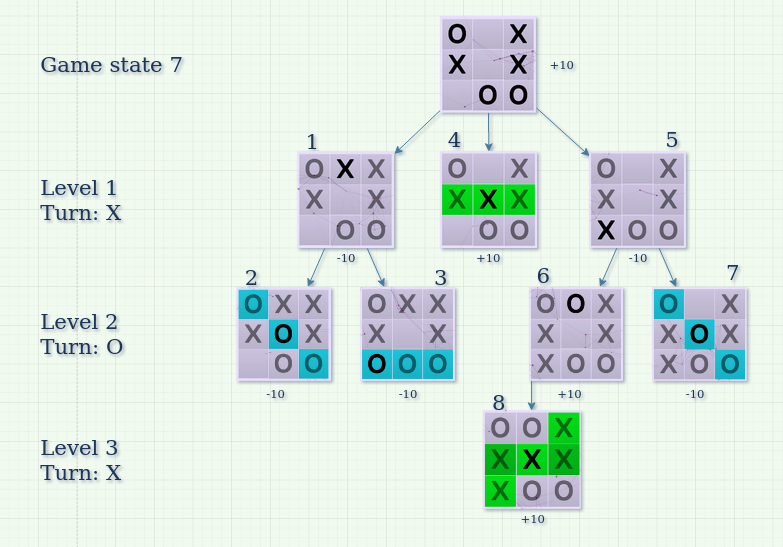 O X
Game state 7
X X
+10
O O
1
4
5
O X X
O X
O X
Level 1
X X
X X X
X X
Turn: X
O O
O O
X O O
-10
+10
-10
2
3
6
7
O X X
O X X
O O X
O X
Level 2
X O X
X X
X X
X O X
Turn: O
O O
O O O
X O O
X O O
-10
-10
+10
-10
8
O O X
Level 3
X X X
Turn: X
X O O
+10